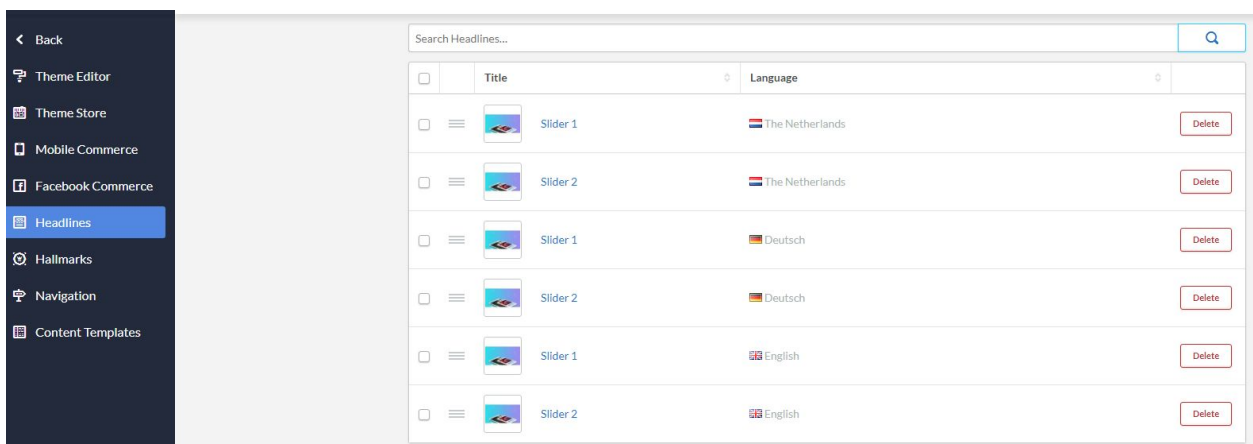 Back
Theme Editor
Theme Store
Mobile Commerce
Facebook Commerce
Headlines
Hallmarks
Navigation
Content Templates
Search Headlines...
Title Language
Slider 1 The Netherlands Delete
Slider 2 The Netherlands Delete
Slider 1 Deutsch Delete
Slider 2 Deutsch Delete
Slider 1 English Delete
Slider 2 English Delete